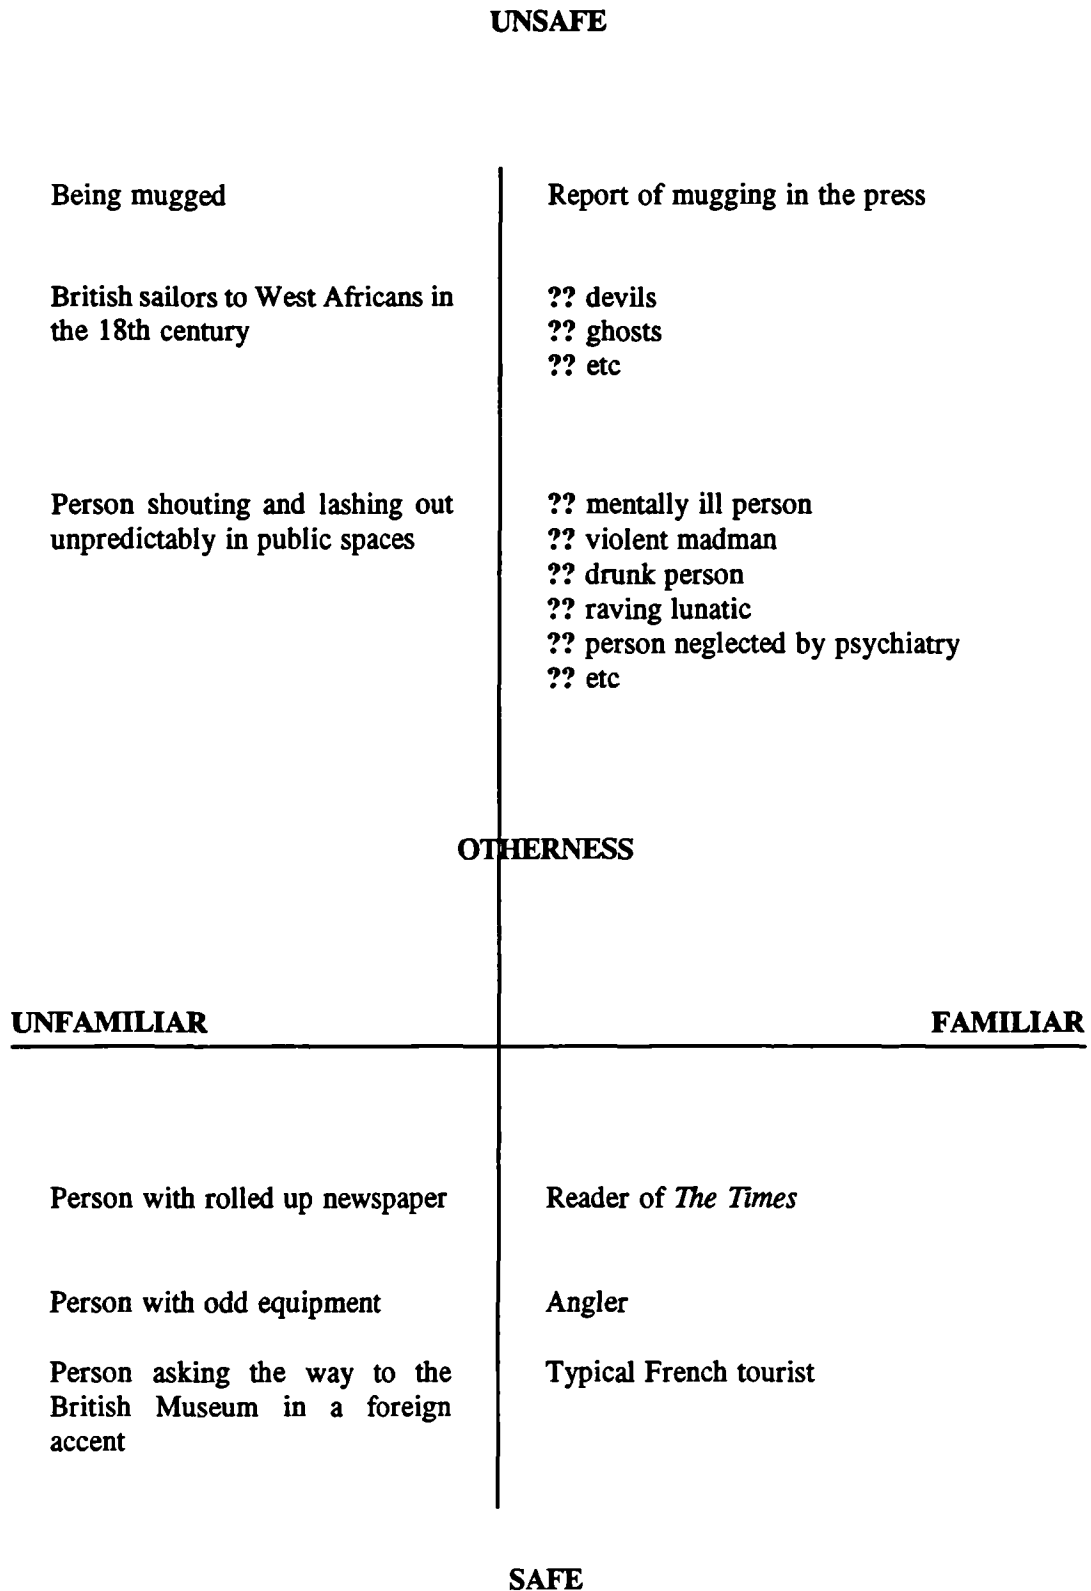 UNSAFE
Being mugged
Report of mugging in the press
British sailors to West Africans in
the 18th century
?? devils
?? ghosts
?? etc
Person shouting and lashing out
unpredictably in public spaces
?? mentally ill person
?? violent madman
?? drunk person
?? raving lunatic
?? person neglected by psychiatry
?? etc
OTHERNESS
UNFAMILIAR
FAMILIAR
Person with rolled up newspaper
Reader of The Times
Person with odd equipment
Angler
Person asking the way to the
British Museum in a foreign
accent
Typical French tourist
SAFE